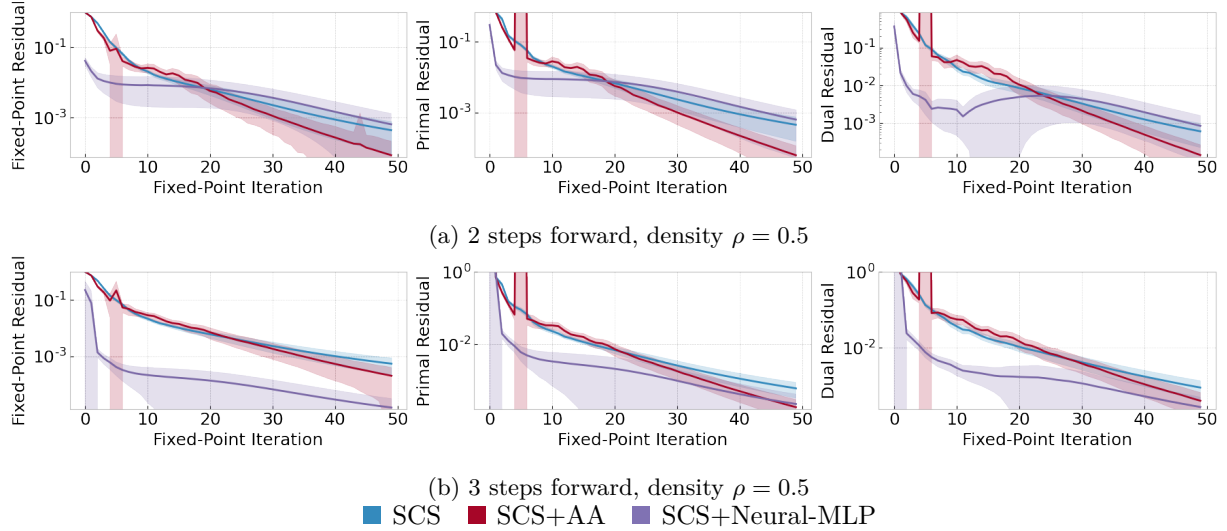 Fixed-Point Residual
10⁻¹
10⁻³
0 10 20 30 40 50
Fixed-Point Iteration
Primal Residual
10⁻¹
10⁻³
0 10 20 30 40 50
Fixed-Point Iteration
Dual Residual
10⁻¹
10⁻²
10⁻³
0 10 20 30 40 50
Fixed-Point Iteration
(a) 2 steps forward, density ρ = 0.5
Fixed-Point Residual
10⁻¹
10⁻³
0 10 20 30 40 50
Fixed-Point Iteration
Primal Residual
10⁰
10⁻²
0 10 20 30 40 50
Fixed-Point Iteration
Dual Residual
10⁰
10⁻²
0 10 20 30 40 50
Fixed-Point Iteration
(b) 3 steps forward, density ρ = 0.5
SCS SCS+AA SCS+Neural-MLP